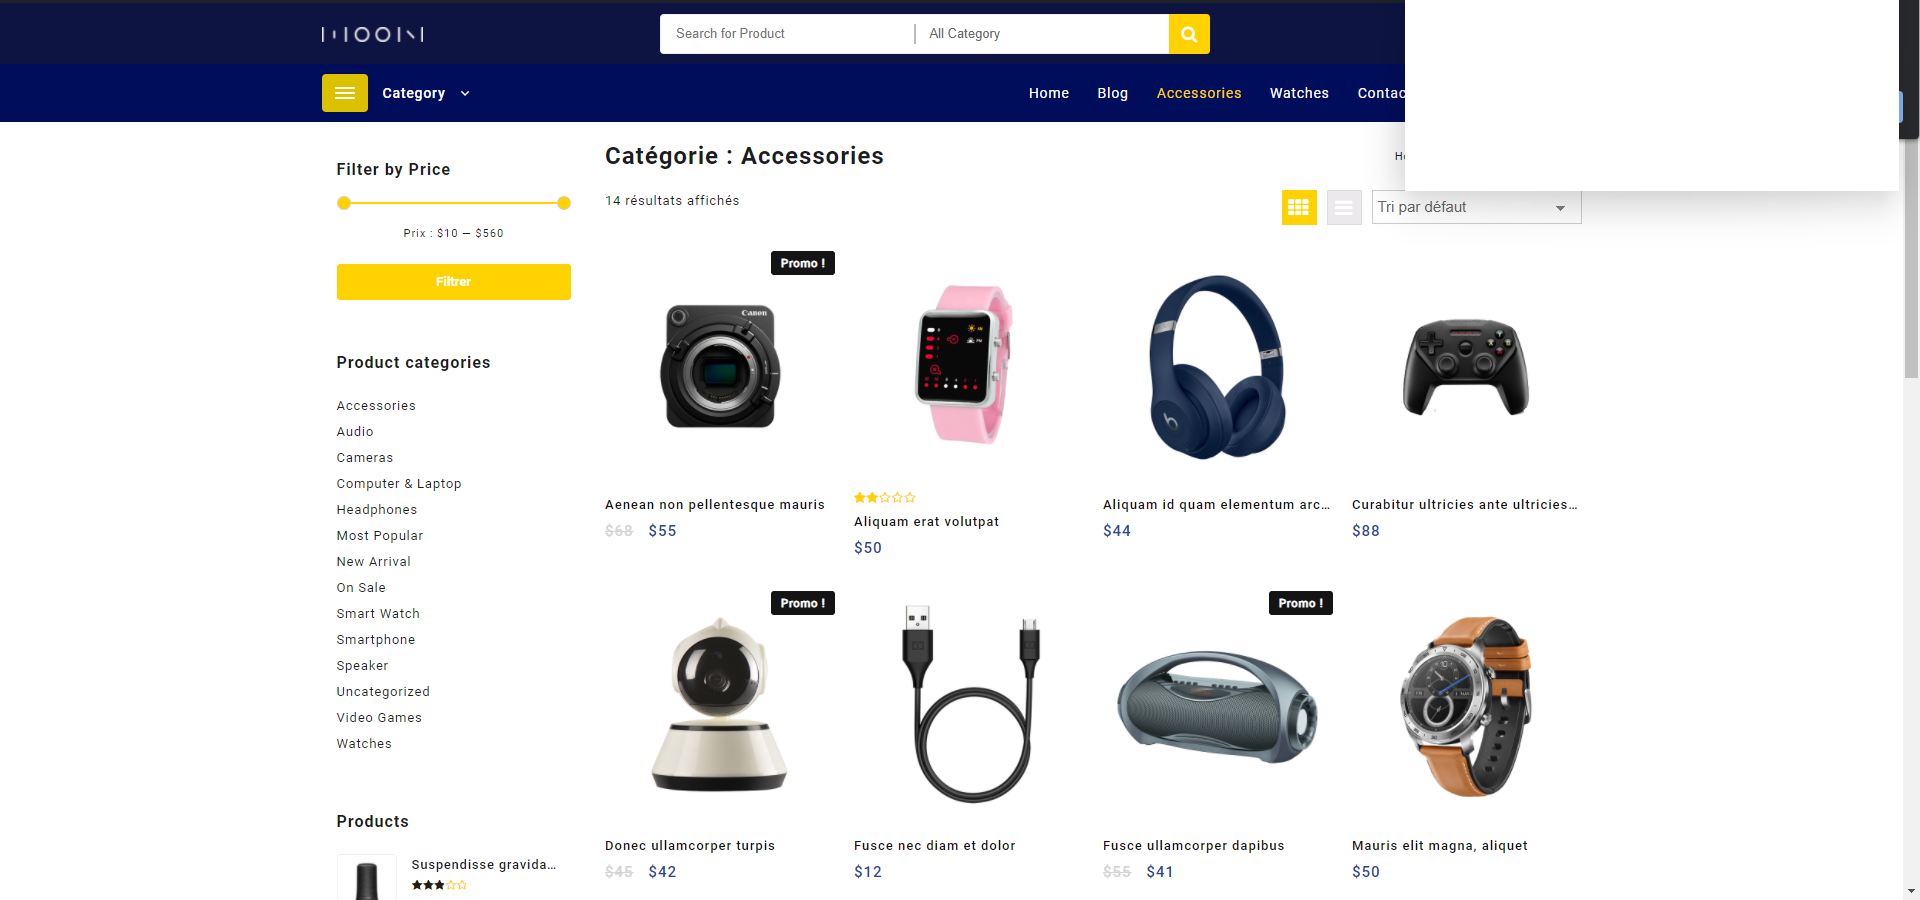 MOON
Search for Product
All Category
Category
Home
Blog
Accessories
Watches
Contac
Filter by Price
Prix : $10 — $560
Filtrer
Product categories
Accessories
Audio
Cameras
Computer & Laptop
Headphones
Most Popular
New Arrival
On Sale
Smart Watch
Smartphone
Speaker
Uncategorized
Video Games
Watches
Products
Suspendisse gravida…
Catégorie : Accessories
14 résultats affichés
Tri par défaut
Promo !
Canon
Aenean non pellentesque mauris
$68 $55
Aliquam erat volutpat
$50
Aliquam id quam elementum arc…
$44
Curabitur ultricies ante ultricies…
$88
Promo !
Donec ullamcorper turpis
$45 $42
Fusce nec diam et dolor
$12
Promo !
Fusce ullamcorper dapibus
$55 $41
Mauris elit magna, aliquet
$50